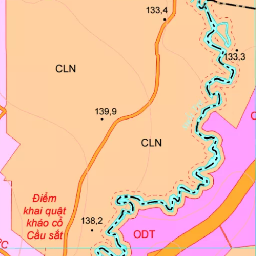 133,4
133,3
CLN
139,9
CLN
Điểm
khai quật
khảo cổ
Cầu sắt
138,2
ODT
°C